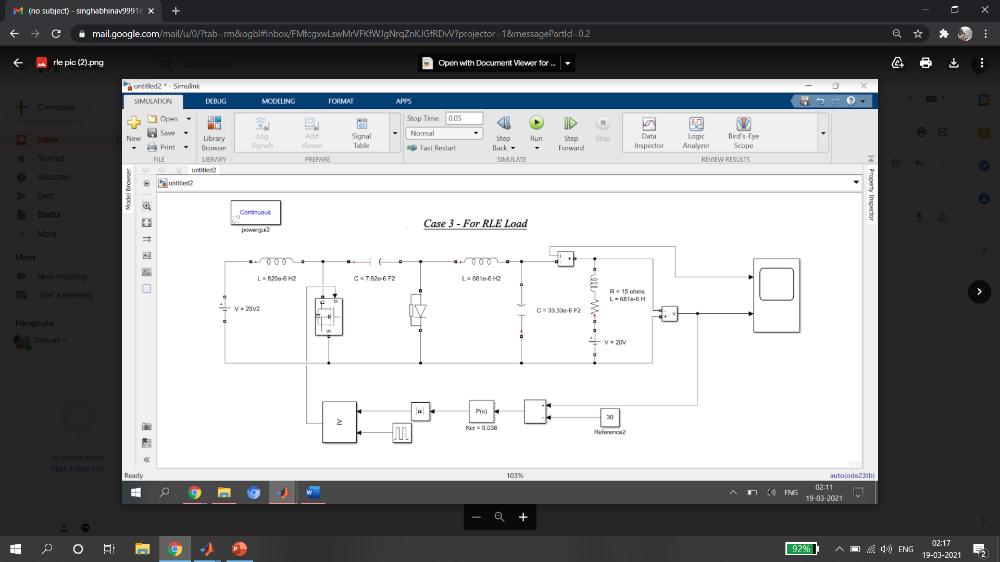 (no subject) - singhabhinav9991@
mail.google.com/mail/u/0/?tab=rm&ogbl#inbox/FMfcgxwLswMrVFKfWJgNrqZnKJGfRDvV?projector=1&messagePartId=0.2
rle pic (2).png
Search mail
Open with Document Viewer for ...
Compose
Inbox
Starred
Snoozed
Sent
Drafts
More
Meet
New meeting
Join a meeting
Hangouts
Abhinav
No recent chats
Start a new one
untitled2 * - Simulink
SIMULATION
DEBUG
MODELING
FORMAT
APPS
New
Open
Save
Print
FILE
Library
Browser
LIBRARY
Log
Signals
Add
Viewer
Signal
Table
PREPARE
Stop Time 0.05
Normal
Fast Restart
Step
Back
Run
Step
Forward
Stop
SIMULATE
Data
Inspector
Logic
Analyzer
Bird's-Eye
Scope
REVIEW RESULTS
Model Browser
untitled2
untitled2
Property Inspector
Continuous
powergui2
Case 3 - For RLE Load
L = 820e-6 H2
C = 7.92e-6 F2
L = 681e-6 H2
i
+
-
V = 25V2
g
D
S
C = 33.33e-6 F2
R = 15 ohms
L = 681e-6 H
V = 20V
v
≥
|u|
P(s)
Kcr = 0.038
30
Reference2
Ready
103%
auto(ode23tb)
ENG
02:11
19-03-2021
92%
ENG
02:17
19-03-2021
2